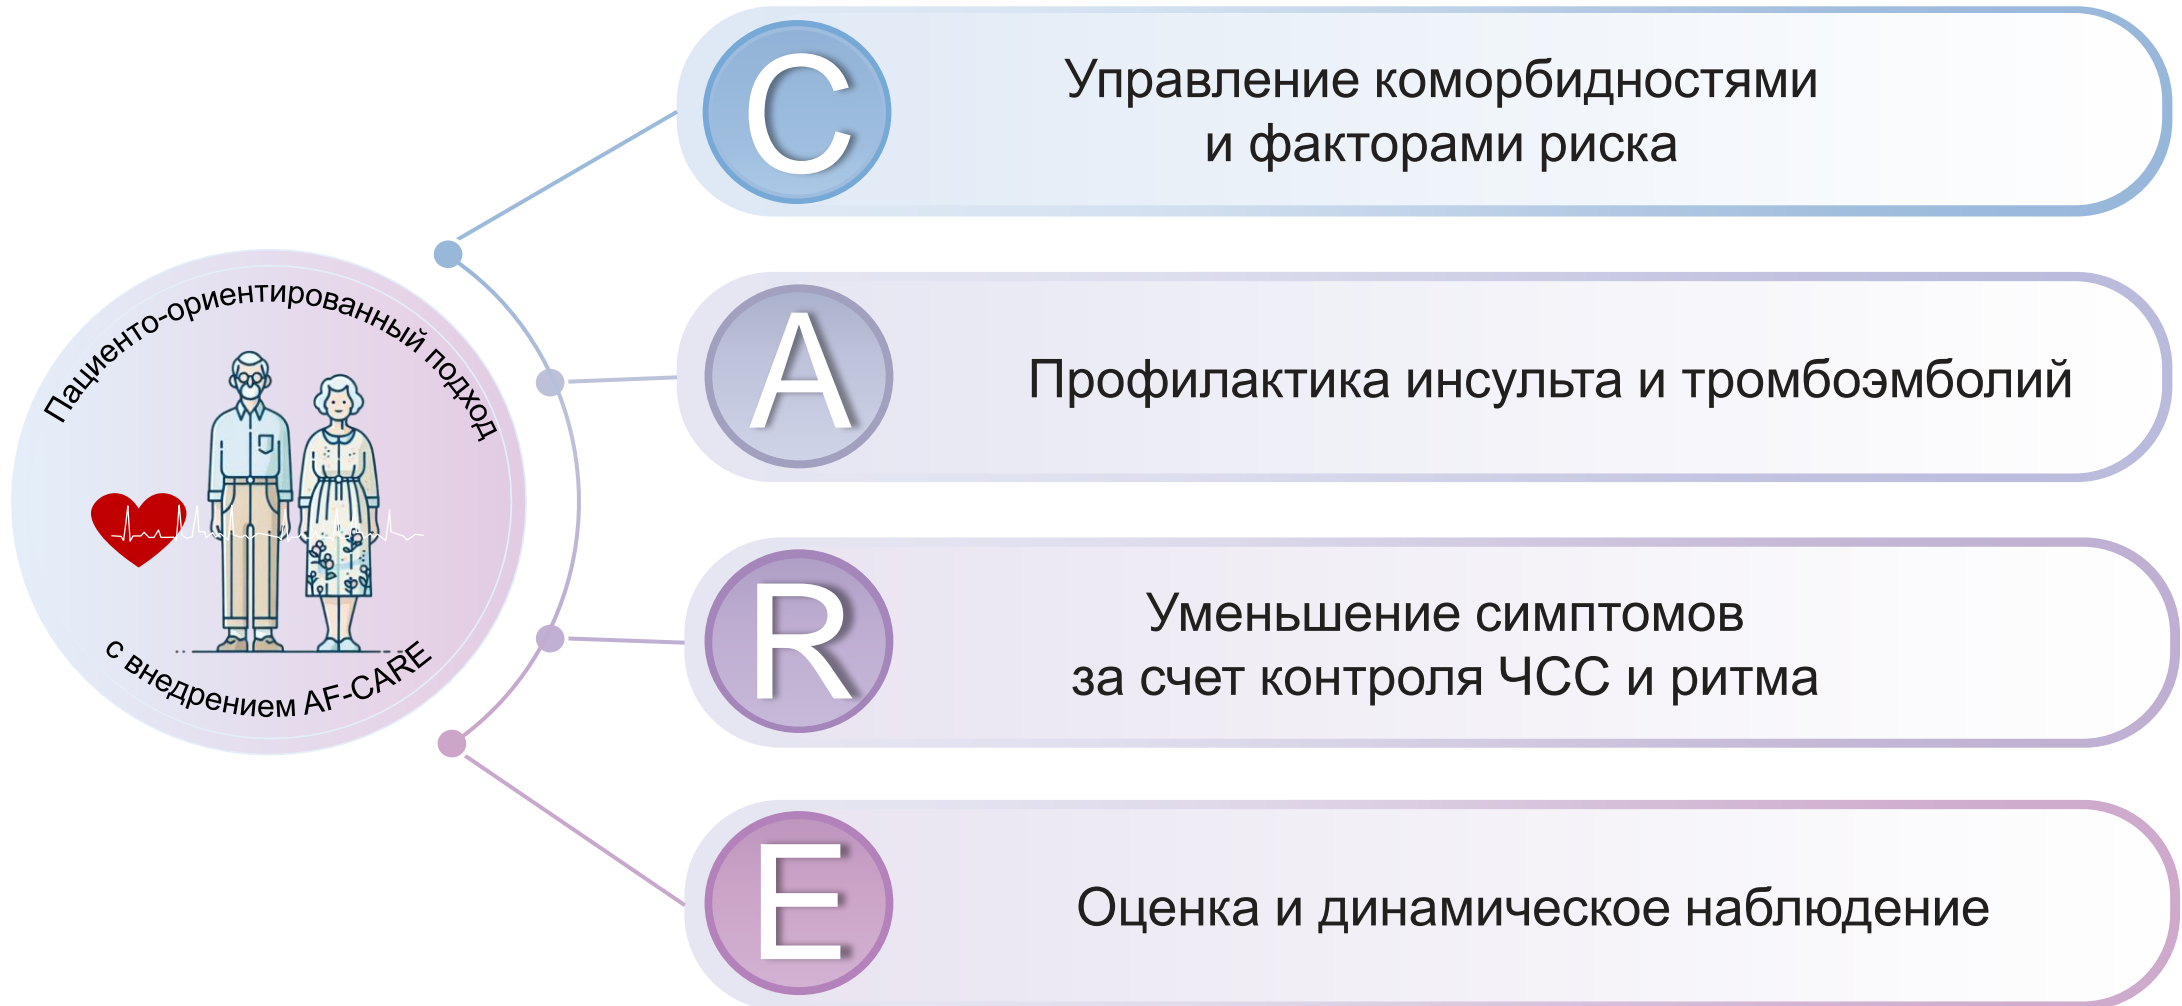 Пациенто-ориентированный подход
с внедрением AF-CARE
C
Управление коморбидностями
и факторами риска
A
Профилактика инсульта и тромбоэмболий
R
Уменьшение симптомов
за счет контроля ЧСС и ритма
E
Оценка и динамическое наблюдение